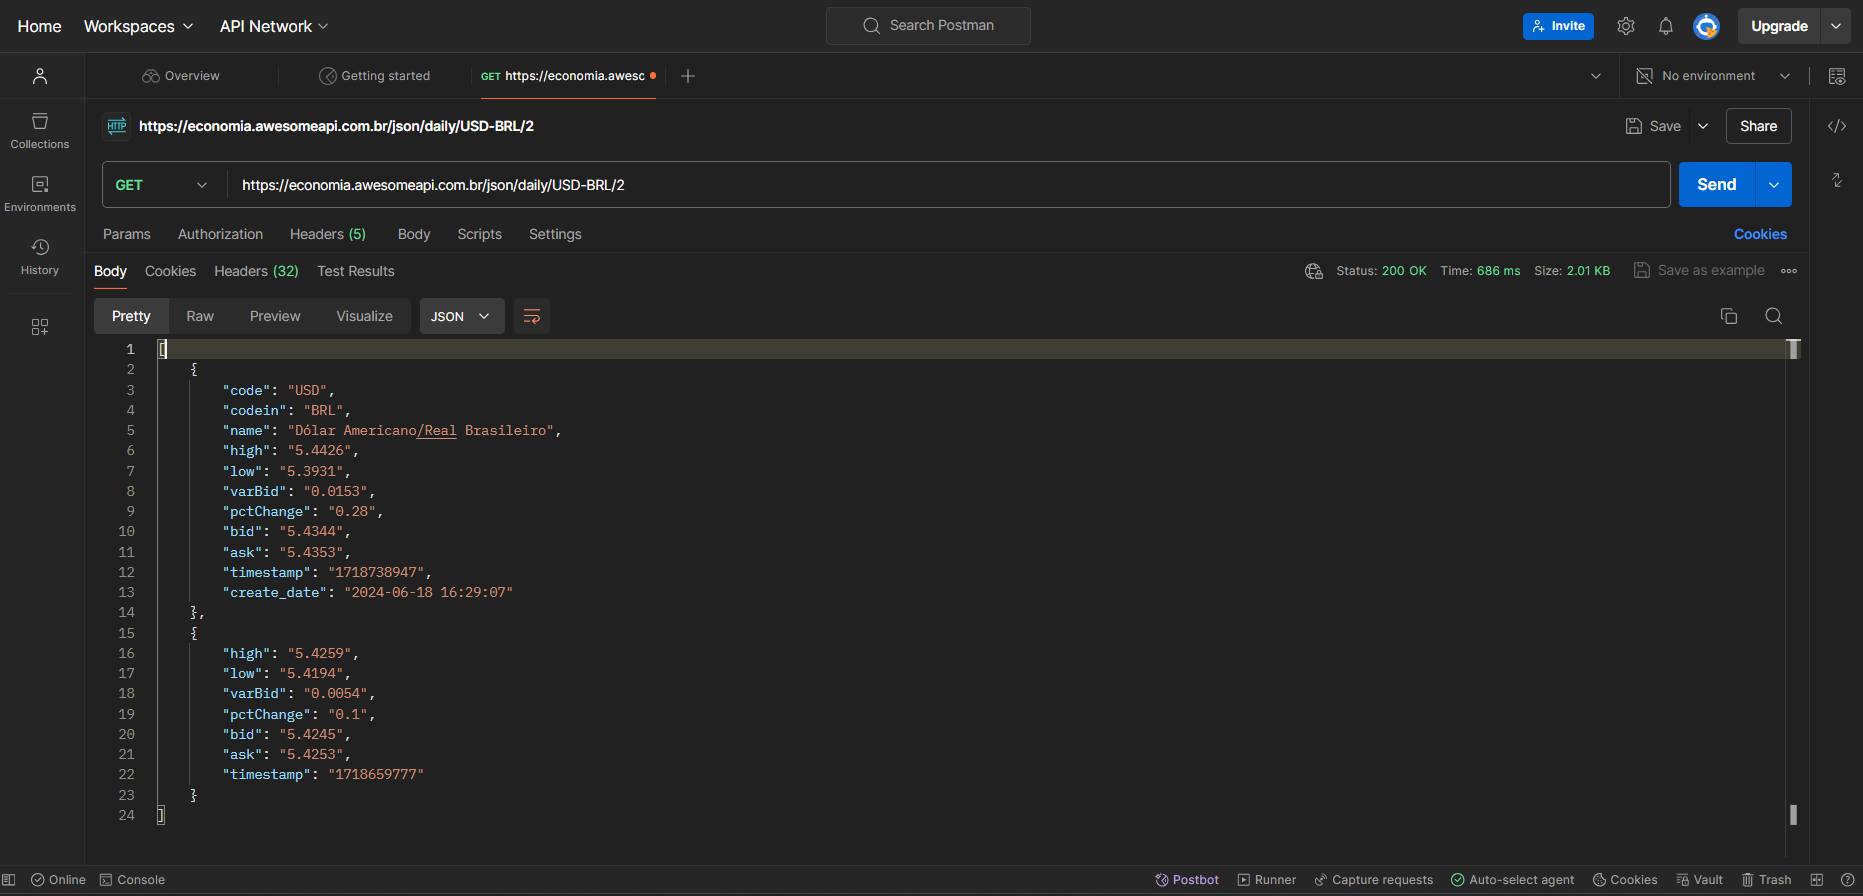 Home Workspaces API Network Search Postman Invite Upgrade
Overview Getting started GET https://economia.awesc No environment
HTTP https://economia.awesomeapi.com.br/json/daily/USD-BRL/2 Save Share
GET https://economia.awesomeapi.com.br/json/daily/USD-BRL/2 Send
Params Authorization Headers (5) Body Scripts Settings Cookies
Collections
Environments
History
Body Cookies Headers (32) Test Results Status: 200 OK Time: 686 ms Size: 2.01 KB Save as example
Pretty Raw Preview Visualize JSON
1 [
2 {
3 "code": "USD",
4 "codein": "BRL",
5 "name": "Dólar Americano/Real Brasileiro",
6 "high": "5.4426",
7 "low": "5.3931",
8 "varBid": "0.0153",
9 "pctChange": "0.28",
10 "bid": "5.4344",
11 "ask": "5.4353",
12 "timestamp": "1718738947",
13 "create_date": "2024-06-18 16:29:07"
14 },
15 {
16 "high": "5.4259",
17 "low": "5.4194",
18 "varBid": "0.0054",
19 "pctChange": "0.1",
20 "bid": "5.4245",
21 "ask": "5.4253",
22 "timestamp": "1718659777"
23 }
24 ]
Online Console Postbot Runner Capture requests Auto-select agent Cookies Vault Trash